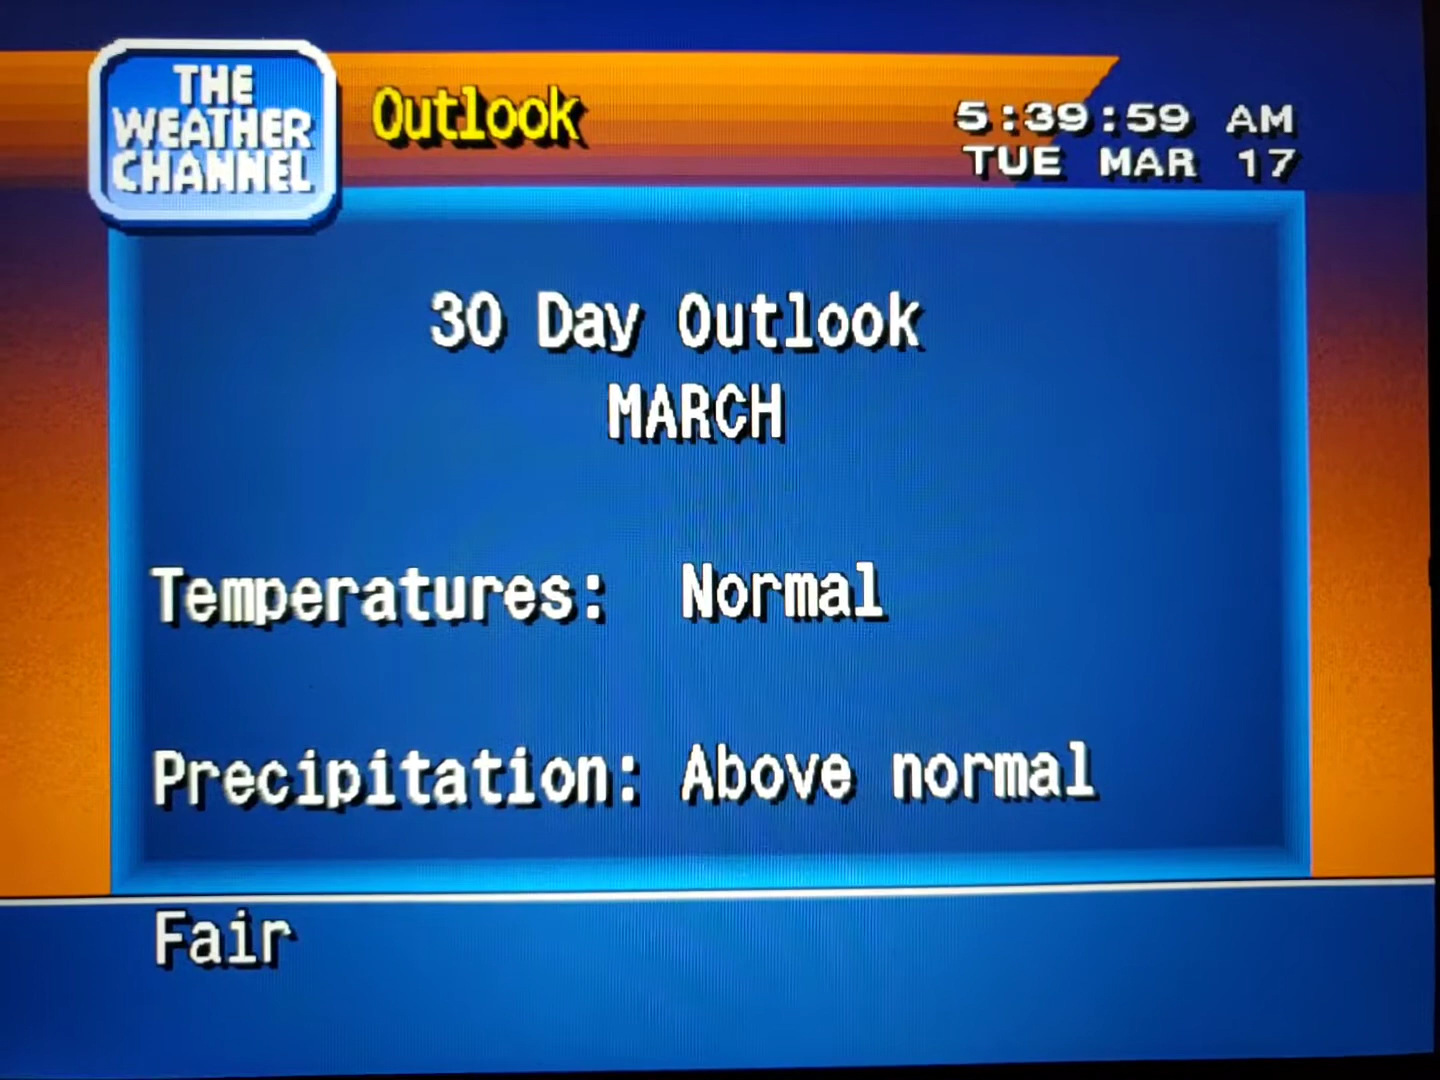 THE
WEATHER
CHANNEL
Outlook
5:39:59 AM
TUE MAR 17
30 Day Outlook
MARCH
Temperatures: Normal
Precipitation: Above normal
Fair